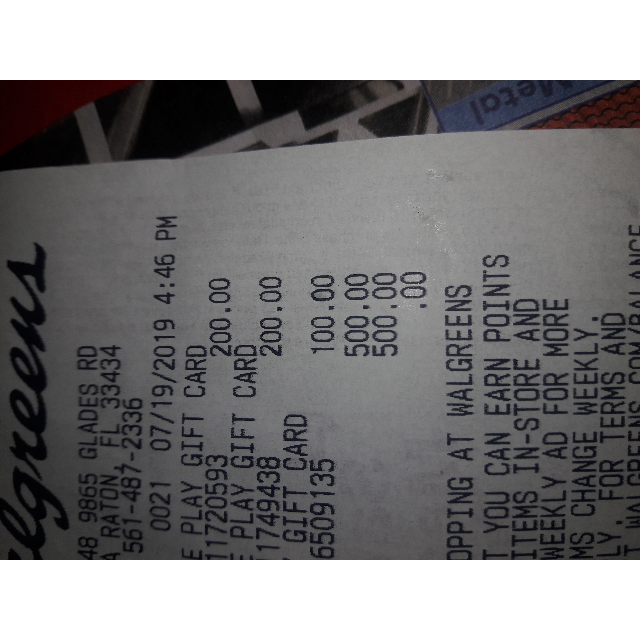 Metal
lgreens
48 9865 GLADES RD
A RATON, FL 33434
561-487-2336
0021 07/19/2019 4:46 PM
E PLAY GIFT CARD 200.00
11720593
E PLAY GIFT CARD 200.00
1749438
GIFT CARD 100.00
6509135
500.00
500.00
.00
OPPING AT WALGREENS
T YOU CAN EARN POINTS
ITEMS IN-STORE AND
WEEKLY AD FOR MORE
MS CHANGE WEEKLY.
LY. FOR TERMS AND
WALGREENS.COM/BALANCE